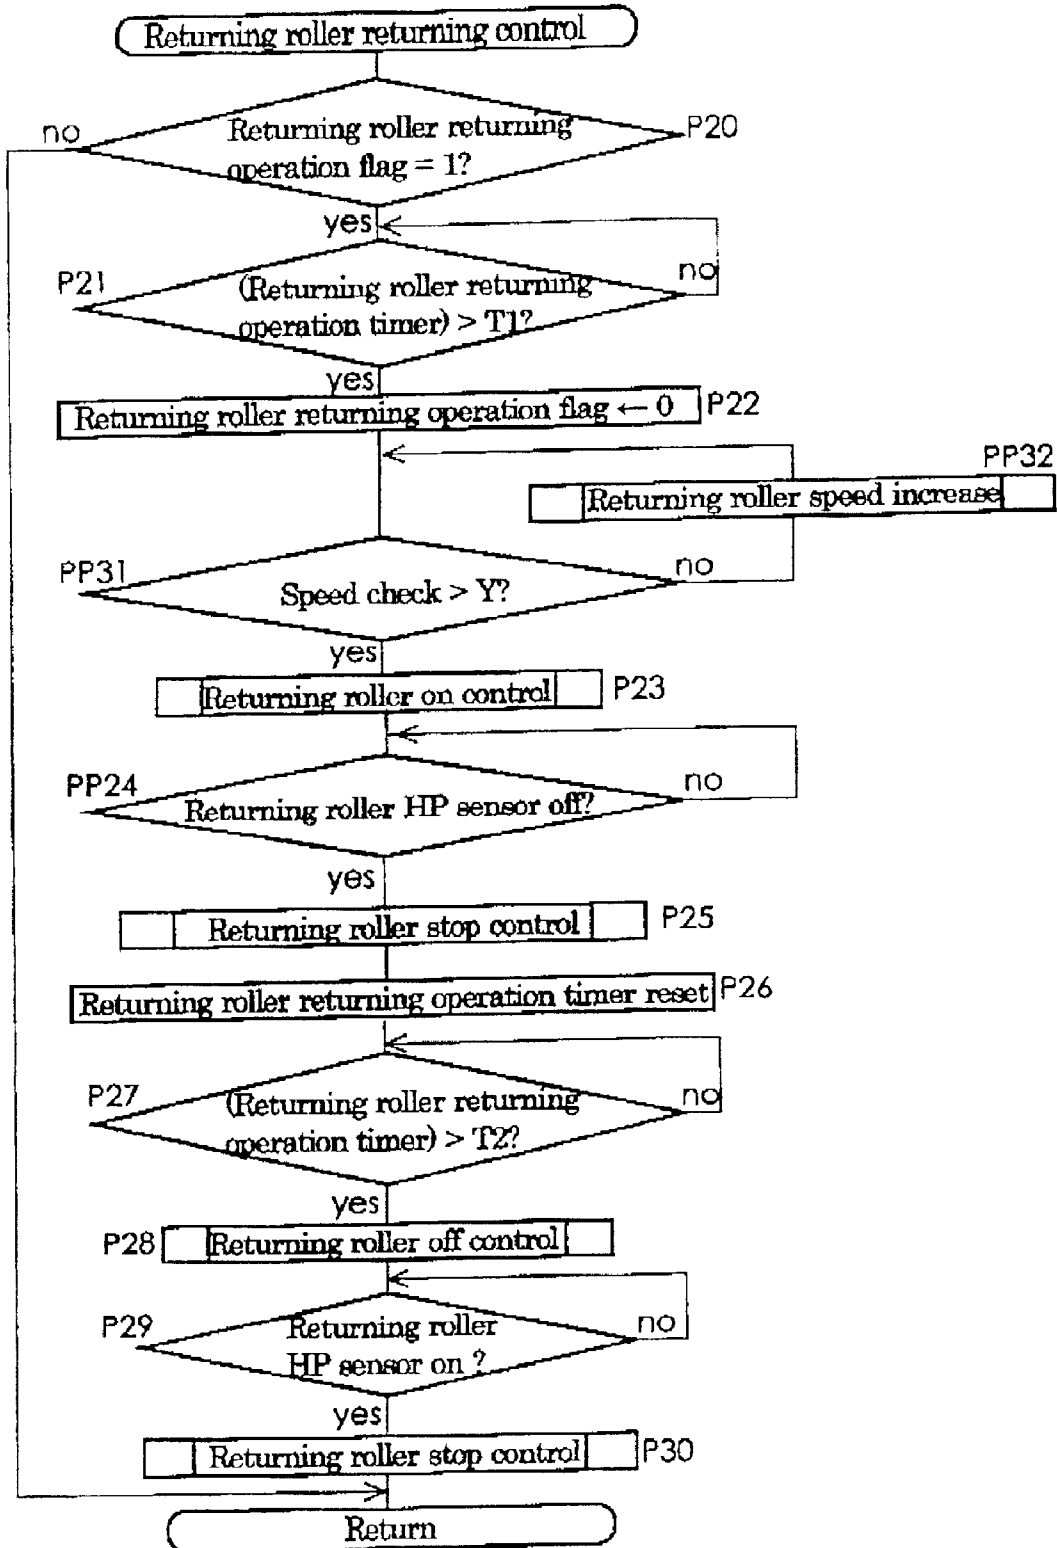 Returning roller returning control
no
Returning roller returning
operation flag = 1?
P20
yes
P21
(Returning roller returning
operation timer) > T1?
no
yes
Returning roller returning operation flag ← 0
P22
PP32
Returning roller speed increase
PP31
Speed check > Y?
no
yes
Returning roller on control
P23
PP24
Returning roller HP sensor off?
no
yes
Returning roller stop control
P25
Returning roller returning operation timer reset
P26
P27
(Returning roller returning
operation timer) > T2?
no
yes
P28
Returning roller off control
P29
Returning roller
HP sensor on ?
no
yes
Returning roller stop control
P30
Return